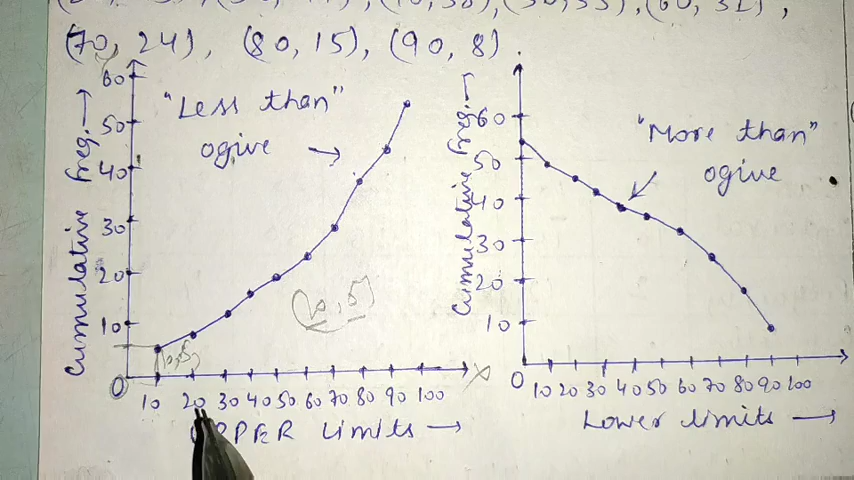 (70, 24), (80, 15), (90, 8).
"Less than" ogive
Cumulative freq. →
60
50
40
30
20
10
0
(10, 5)
(10, 5)
10 20 30 40 50 60 70 80 90 100
X
UPPER Limits →
"More than" ogive
Cumulative freq. →
60
50
40
30
20
10
0
10 20 30 40 50 60 70 80 90 100
Lower limits →